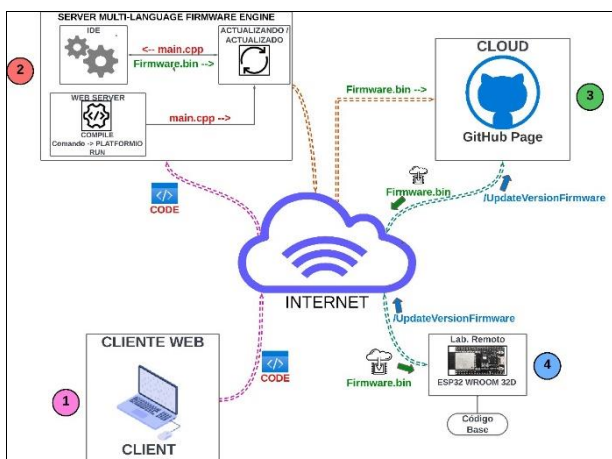 SERVER MULTI-LANGUAGE FIRMWARE ENGINE
IDE
<-- main.cpp
Firmware.bin -->
ACTUALIZANDO /
ACTUALIZADO
2
WEB SERVER
COMPILE
Comando -> PLATFORMIO
RUN
main.cpp -->
CLOUD
Firmware.bin -->
GitHub Page
3
Firmware.bin
/UpdateVersionFirmware
CODE
INTERNET
/UpdateVersionFirmware
CLIENTE WEB
CODE
1
CLIENT
Firmware.bin
Lab. Remoto
ESP32 WROOM 32D
4
Código
Base